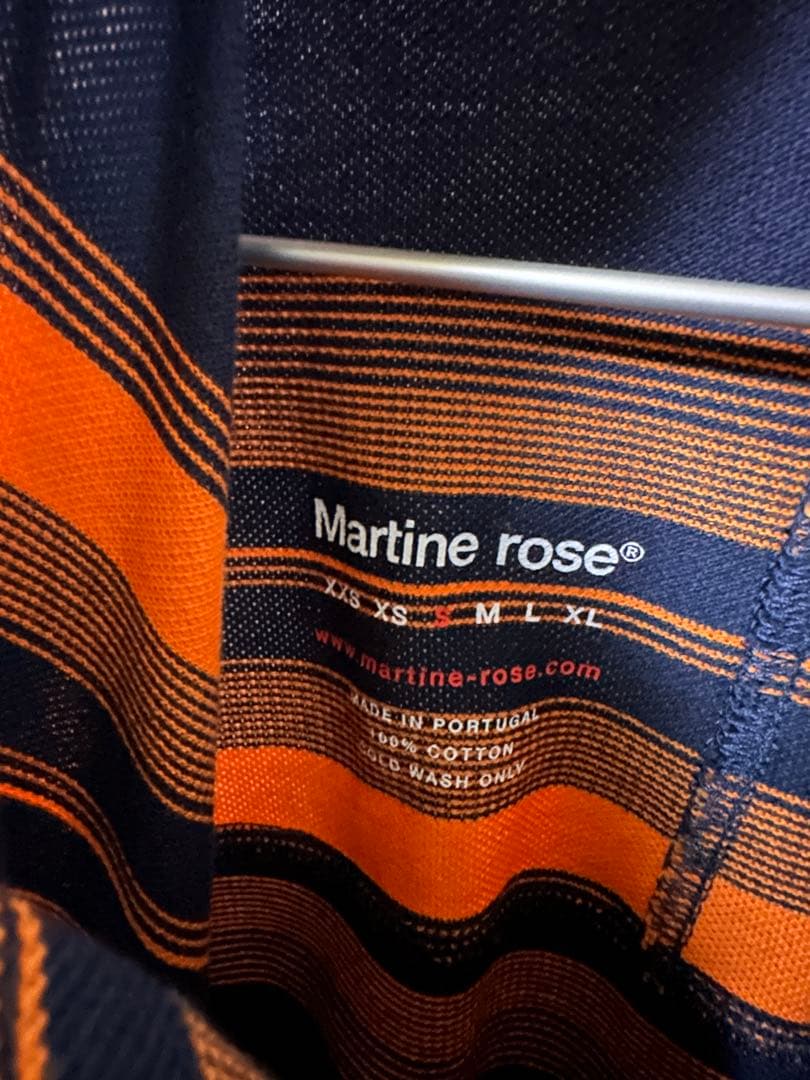 Martine rose®
XXS XS S M L XL
www.martine-rose.com
MADE IN PORTUGAL
100% COTTON
COLD WASH ONLY